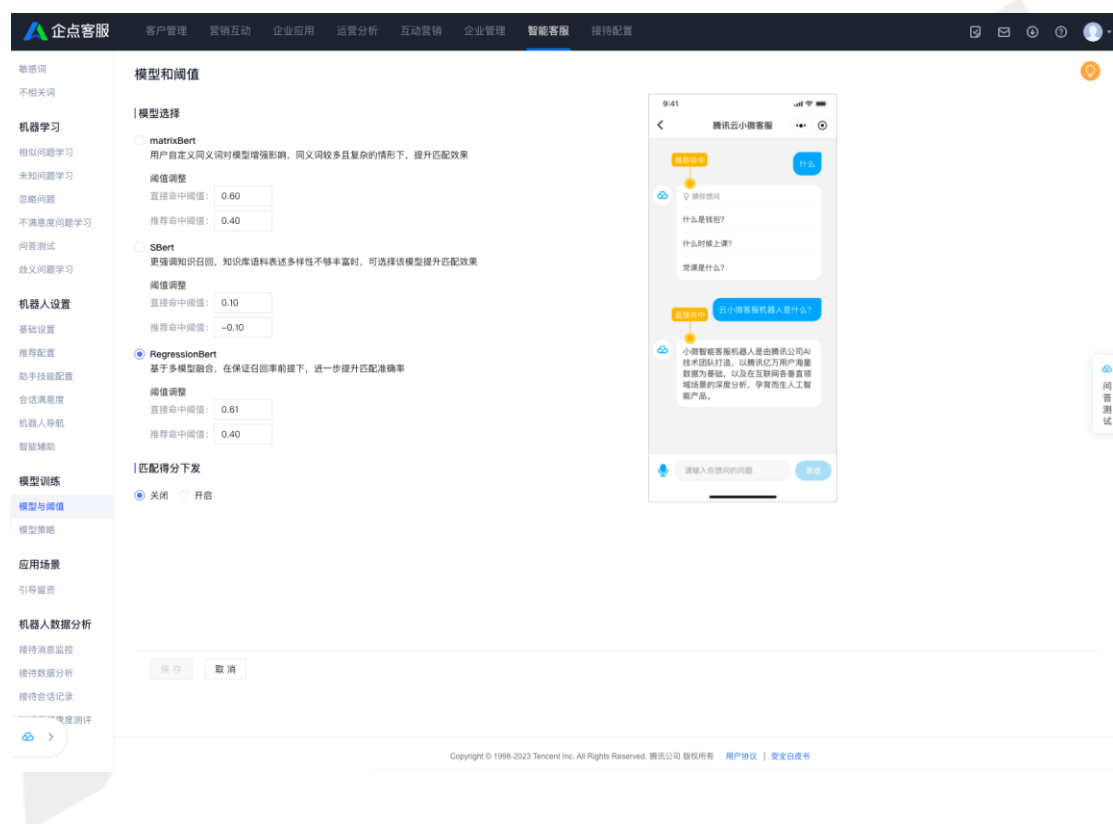 企点客服
客户管理 营销互动 企业应用 运营分析 互动营销 企业管理 智能客服 接待配置
敏感词
不相关词
机器学习
相似问题学习
未知问题学习
忽略问题
不满意度问题学习
问答测试
歧义问题学习
机器人设置
基础设置
推荐配置
助手技能配置
会话满意度
机器人导航
智能辅助
模型训练
模型与阈值
模型策略
应用场景
引导留资
机器人数据分析
接待消息监控
接待数据分析
接待会话记录
度测评
模型和阈值
模型选择
matrixBert
用户自定义同义词对模型增强影响，同义词较多且复杂的情形下，提升匹配效果
阈值调整
直接命中阈值： 0.60
推荐命中阈值： 0.40
SBert
更强调知识召回，知识库语料表述多样性不够丰富时，可选择该模型提升匹配效果
阈值调整
直接命中阈值： 0.10
推荐命中阈值： -0.10
RegressionBert
基于多模型融合，在保证召回率前提下，进一步提升匹配准确率
阈值调整
直接命中阈值： 0.61
推荐命中阈值： 0.40
匹配得分下发
关闭 开启
保存 取消
9:41
腾讯云小微客服
什么
推荐命中
猜你想问
什么是钱包?
什么时候上课?
党课是什么?
云小微客服机器人是什么?
直接命中
小微智能客服机器人是由腾讯公司AI
技术团队打造，以腾讯亿万用户海量
数据为基础，以及在互联网各垂直领
域场景的深度分析，孕育而生人工智
能产品。
请输入你想问的问题 发送
问答测试
Copyright © 1998-2023 Tencent Inc. All Rights Reserved. 腾讯公司 版权所有 用户协议 | 安全白皮书